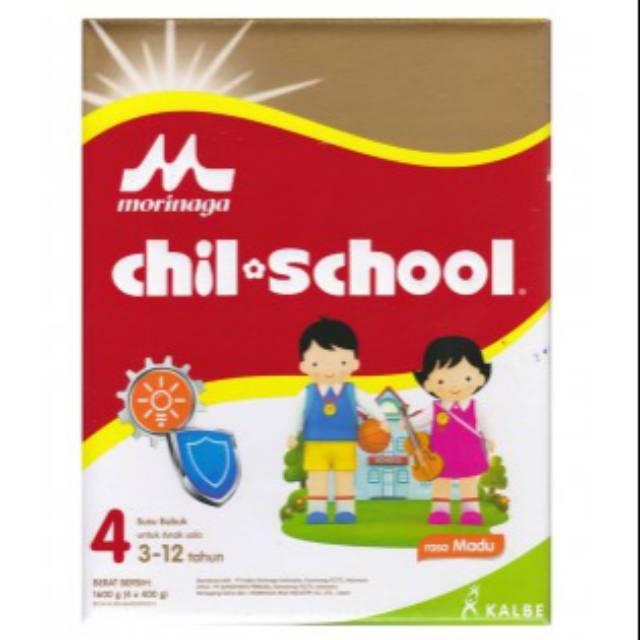 morinaga
chil school
4
Susu Bubuk
untuk Anak usia
3-12 tahun
rasa Madu
BERAT BERSIH:
1600 g (4 x 400 g)
KALBE